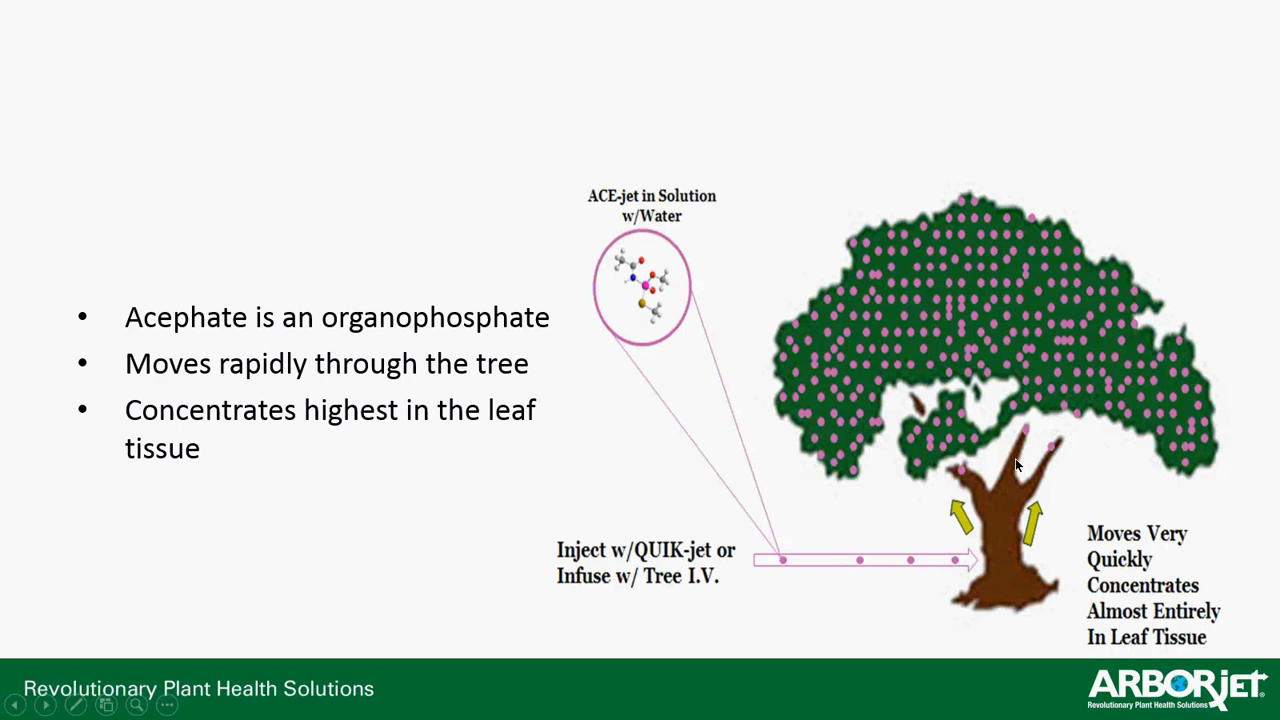 ACE-jet in Solution
w/Water
• Acephate is an organophosphate
• Moves rapidly through the tree
• Concentrates highest in the leaf
tissue
Inject w/QUIK-jet or
Infuse w/ Tree I.V.
Moves Very
Quickly
Concentrates
Almost Entirely
In Leaf Tissue
Revolutionary Plant Health Solutions
ARBORjet
Revolutionary Plant Health Solutions